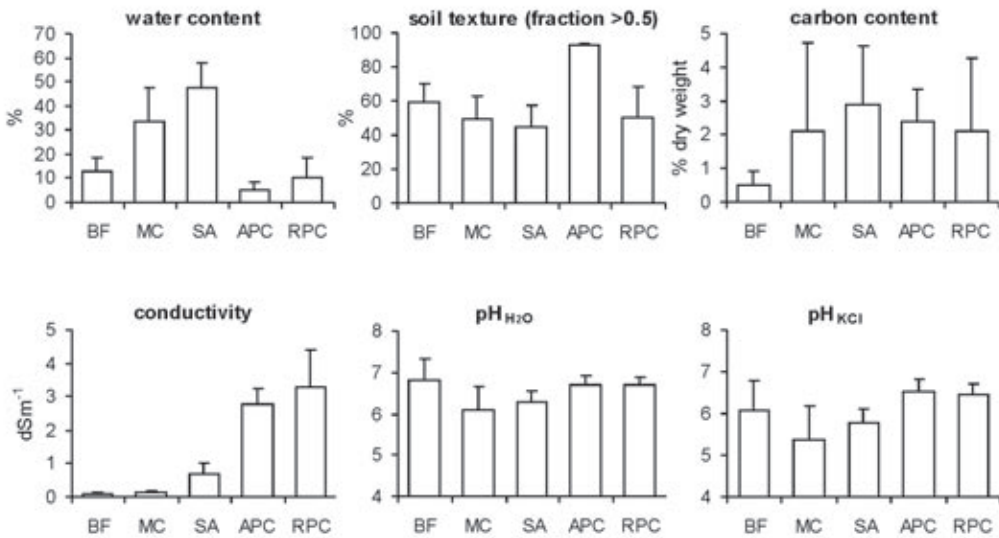 water content
70
60
50
40
30
20
10
0
%
BF MC SA APC RPC
soil texture (fraction >0.5)
100
80
60
40
20
0
%
BF MC SA APC RPC
carbon content
5
4
3
2
1
0
% dry weight
BF MC SA APC RPC
conductivity
5
4
3
2
1
0
dSm⁻¹
BF MC SA APC RPC
pH H₂O
8
7
6
5
4
BF MC SA APC RPC
pH KCl
8
7
6
5
4
BF MC SA APC RPC